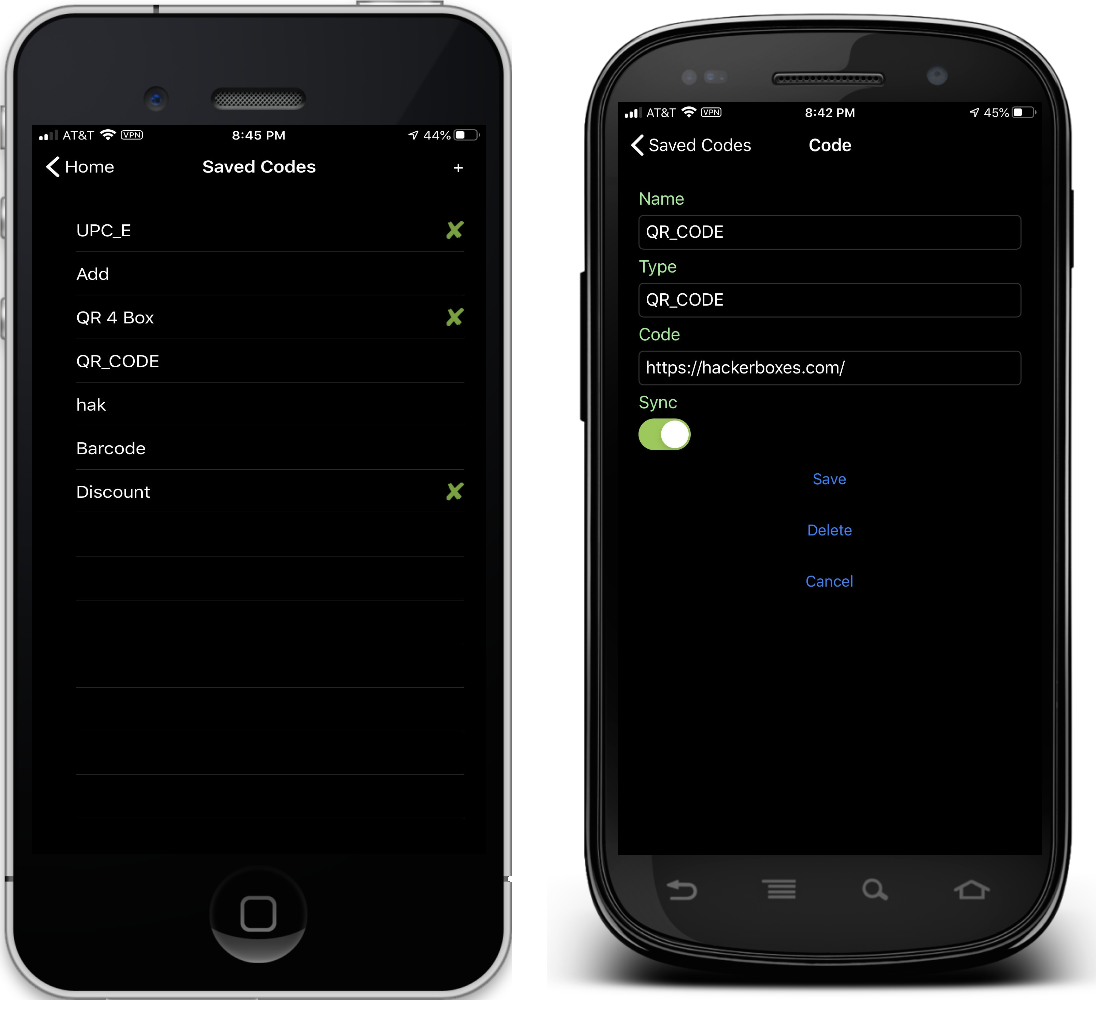 AT&T VPN 8:45 PM 44%
Home Saved Codes +
UPC_E
Add
QR 4 Box
QR_CODE
hak
Barcode
Discount
AT&T VPN 8:42 PM 45%
Saved Codes Code
Name
QR_CODE
Type
QR_CODE
Code
https://hackerboxes.com/
Sync
Save
Delete
Cancel